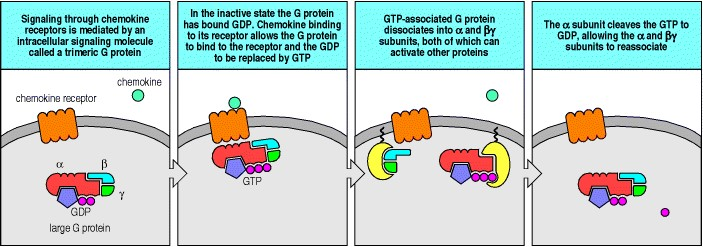 Signaling through chemokine
receptors is mediated by an
intracellular signaling molecule
called a trimeric G protein
chemokine
chemokine receptor
α
β
γ
GDP
large G protein
In the inactive state the G protein
has bound GDP. Chemokine binding
to its receptor allows the G protein
to bind to the receptor and the GDP
to be replaced by GTP
GTP
GTP-associated G protein
dissociates into α and βγ
subunits, both of which can
activate other proteins
The α subunit cleaves the GTP to
GDP, allowing the α and βγ
subunits to reassociate